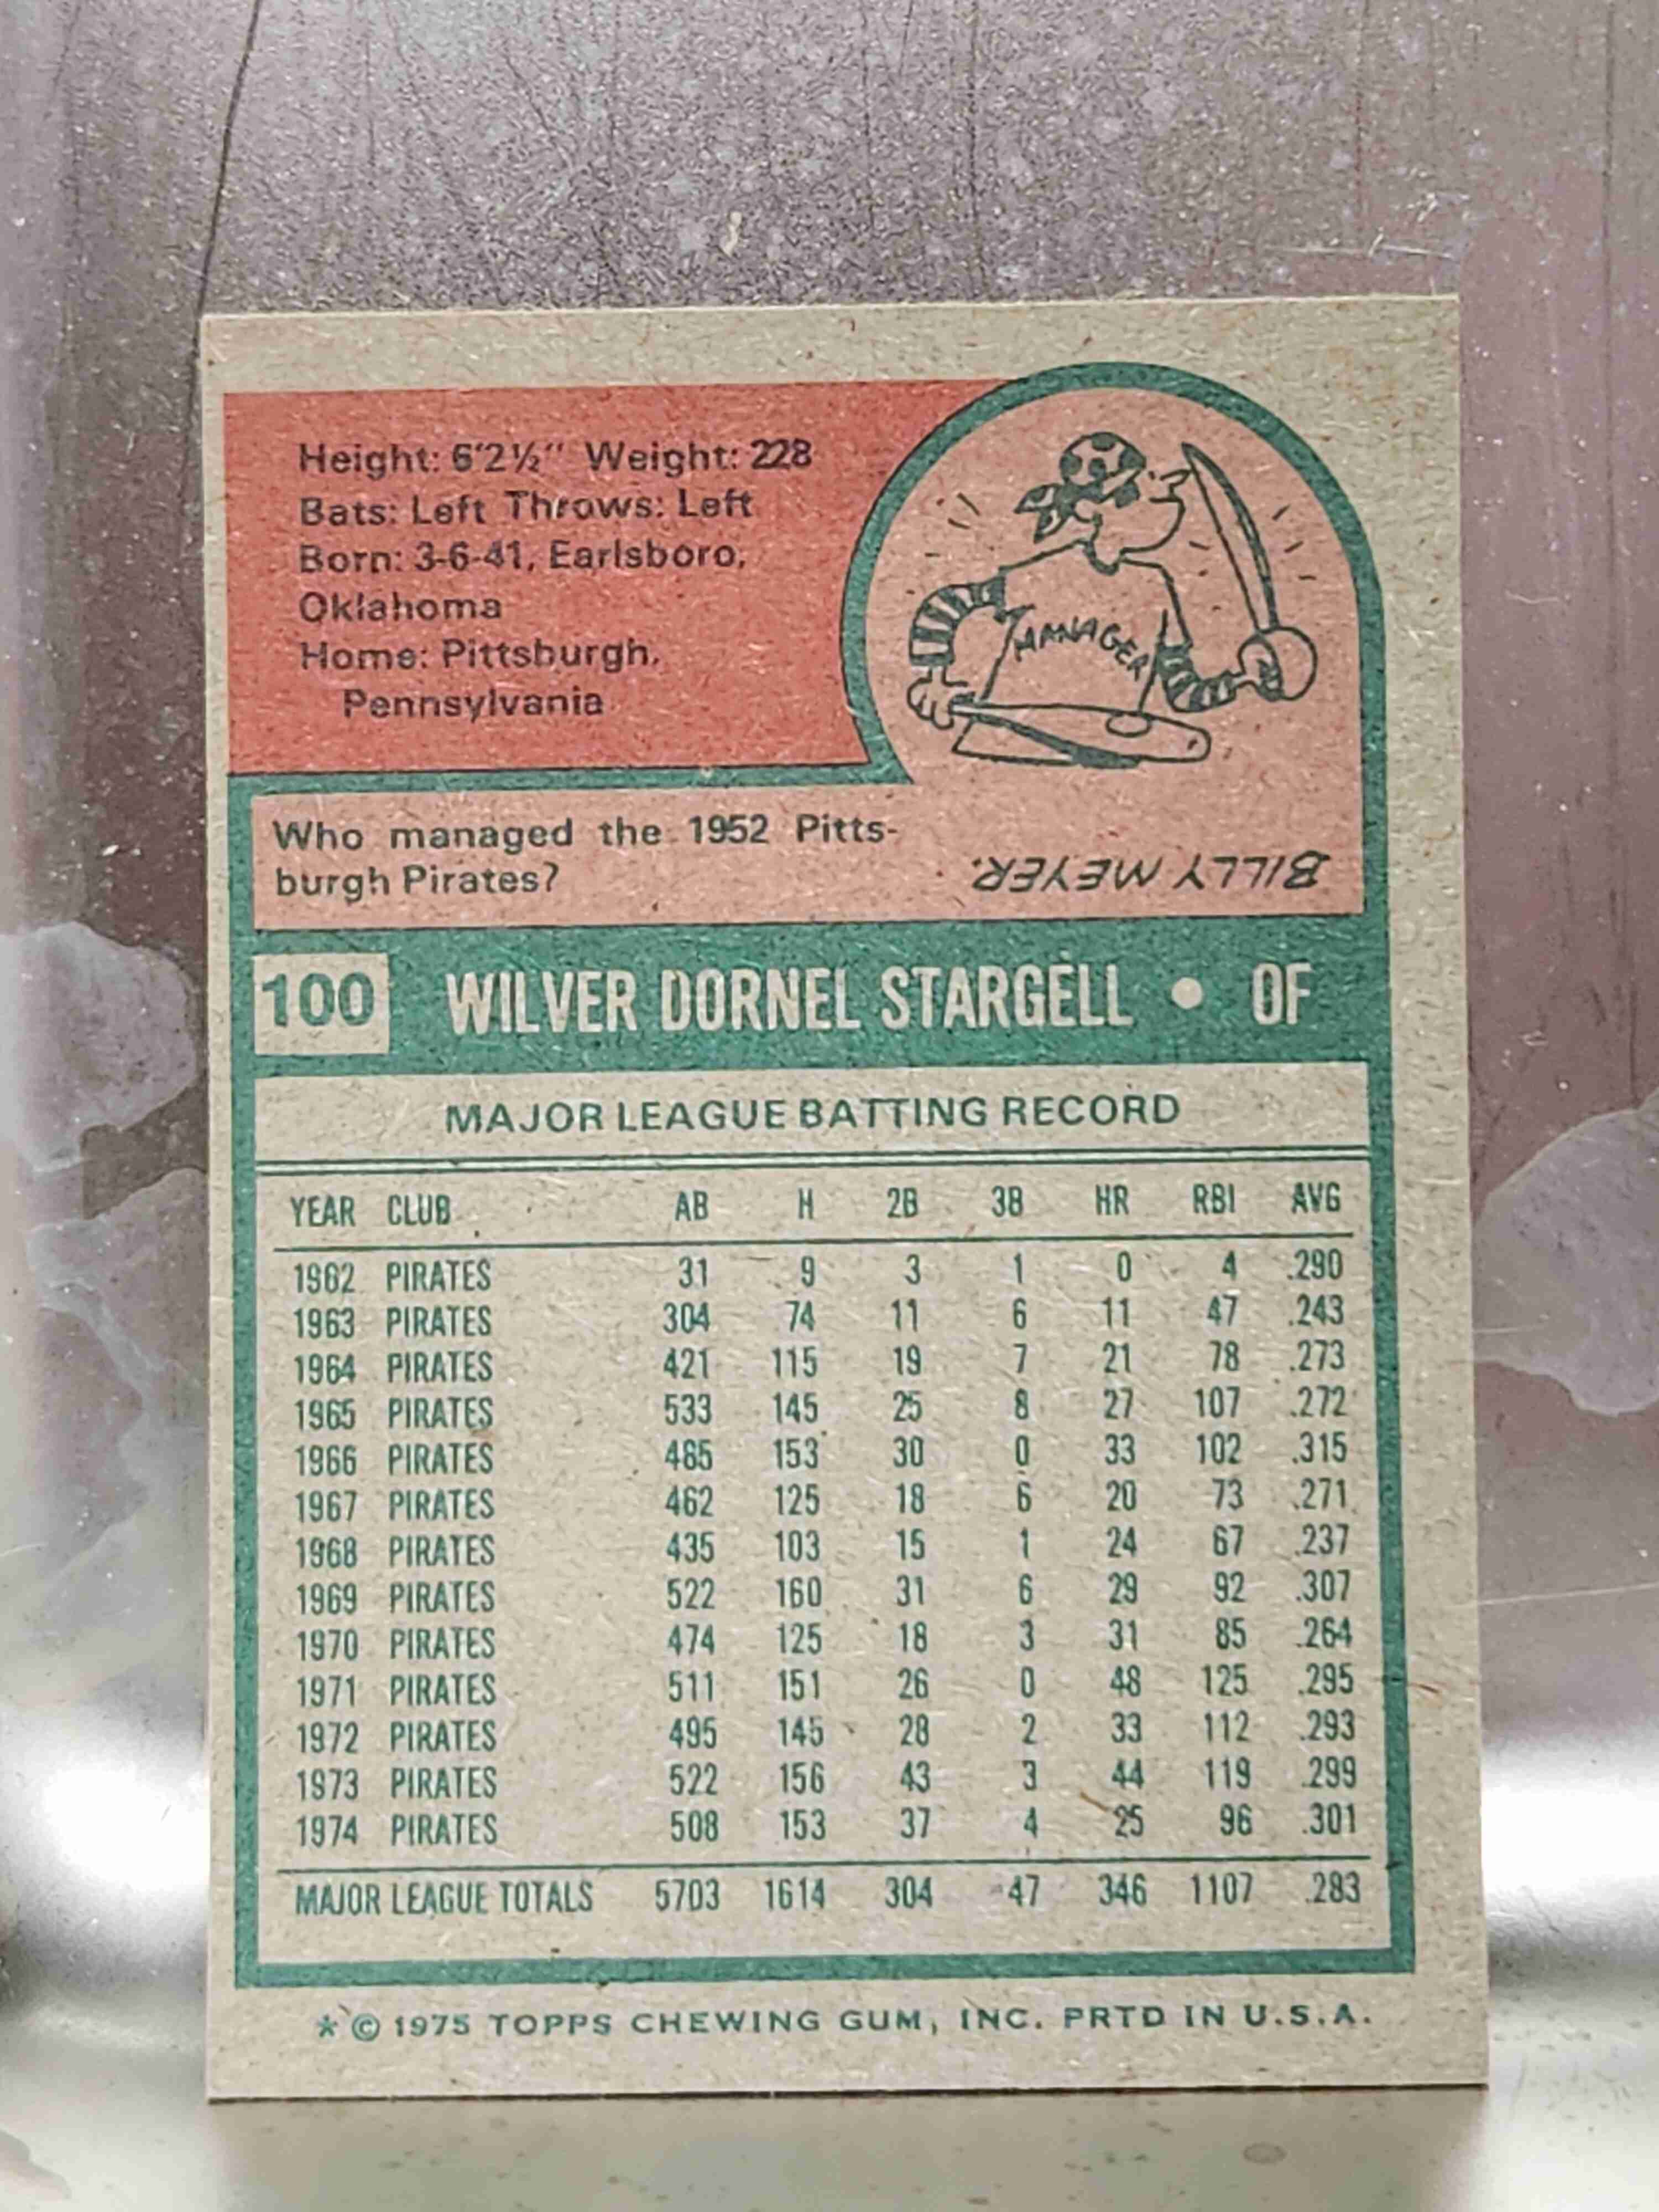 Height: 6'2½" Weight: 228
Bats: Left Throws: Left
Born: 3-6-41, Earlsboro,
Oklahoma
Home: Pittsburgh,
Pennsylvania
MANAGER
Who managed the 1952 Pitts-
burgh Pirates?
BILLY MEYER.
100 WILVER DORNEL STARGELL • OF
MAJOR LEAGUE BATTING RECORD
YEAR CLUB AB H 2B 3B HR RBI AVG
1962 PIRATES 31 9 3 1 0 4 .290
1963 PIRATES 304 74 11 6 11 47 .243
1964 PIRATES 421 115 19 7 21 78 .273
1965 PIRATES 533 145 25 8 27 107 .272
1966 PIRATES 485 153 30 0 33 102 .315
1967 PIRATES 462 125 18 6 20 73 .271
1968 PIRATES 435 103 15 1 24 67 .237
1969 PIRATES 522 160 31 6 29 92 .307
1970 PIRATES 474 125 18 3 31 85 .264
1971 PIRATES 511 151 26 0 48 125 .295
1972 PIRATES 495 145 28 2 33 112 .293
1973 PIRATES 522 156 43 3 44 119 .299
1974 PIRATES 508 153 37 4 25 96 .301
MAJOR LEAGUE TOTALS 5703 1614 304 47 346 1107 .283
*© 1975 TOPPS CHEWING GUM, INC. PRTD IN U.S.A.